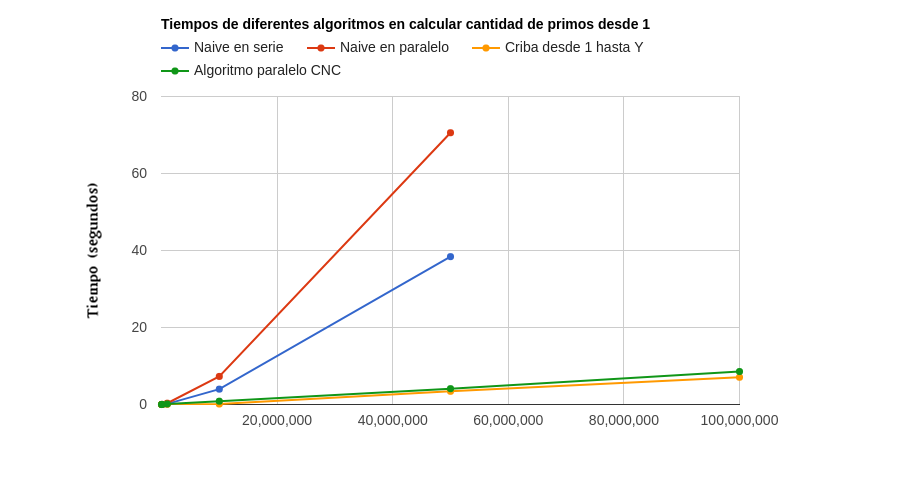 Tiempos de diferentes algoritmos en calcular cantidad de primos desde 1
Naive en serie Naive en paralelo Criba desde 1 hasta Y
Algoritmo paralelo CNC
80
60
40
20
0
Tiempo (segundos)
20,000,000 40,000,000 60,000,000 80,000,000 100,000,000